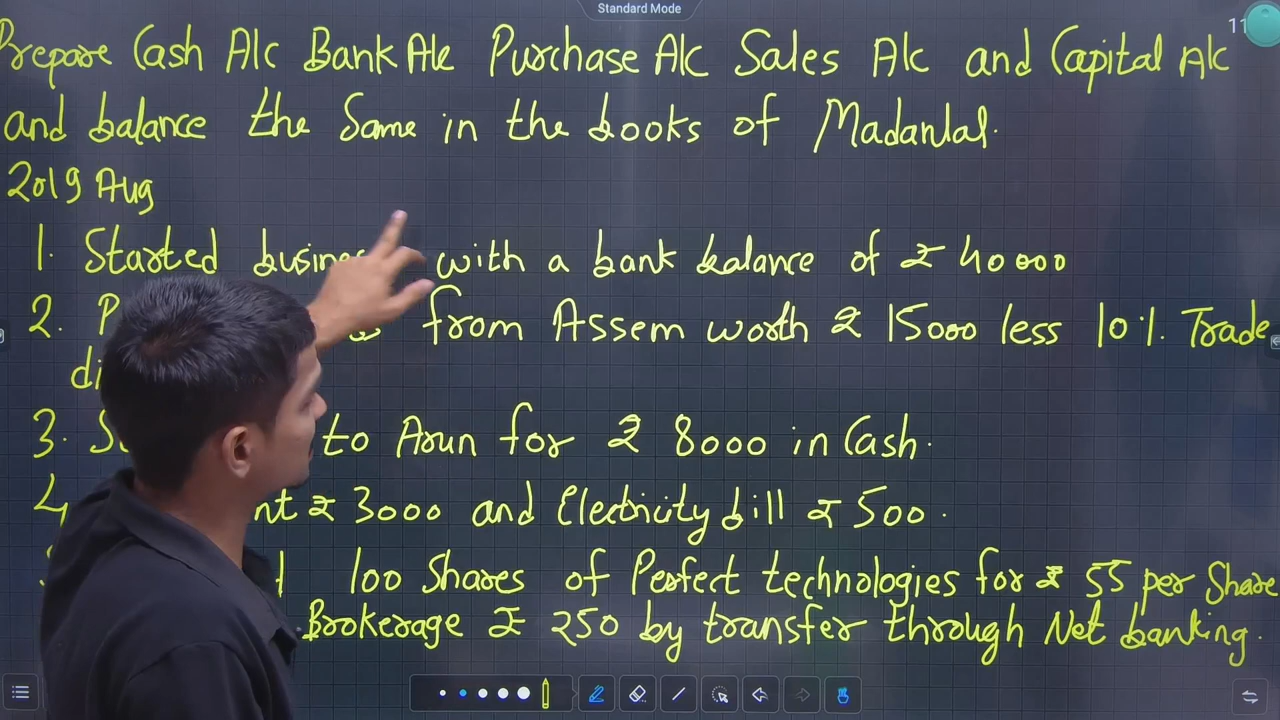 Standard Mode
11
Prepare Cash A/c Bank A/c Purchase A/c Sales A/c and Capital A/c
and balance the Same in the books of Madanlal.
2019 Aug
1. Started business with a bank balance of ₹ 40000
2. from Assem worth ₹ 15000 less 10%. Trade
3. to Arun for ₹ 8000 in Cash.
4 ₹ 3000 and Electricity bill ₹ 500.
100 Shares of Perfect technologies for ₹ 55 per Share
Brokerage ₹ 250 by transfer through Net banking.